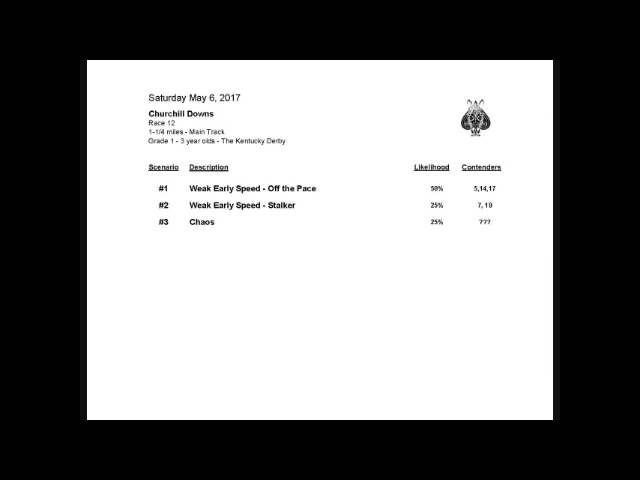 Saturday May 6, 2017
Churchill Downs
Race 12
1-1/4 miles - Main Track
Grade 1 - 3 year olds - The Kentucky Derby
Scenario Description Likelihood Contenders
#1 Weak Early Speed - Off the Pace 50% 5,14,17
#2 Weak Early Speed - Stalker 25% 7, 19
#3 Chaos 25% ???